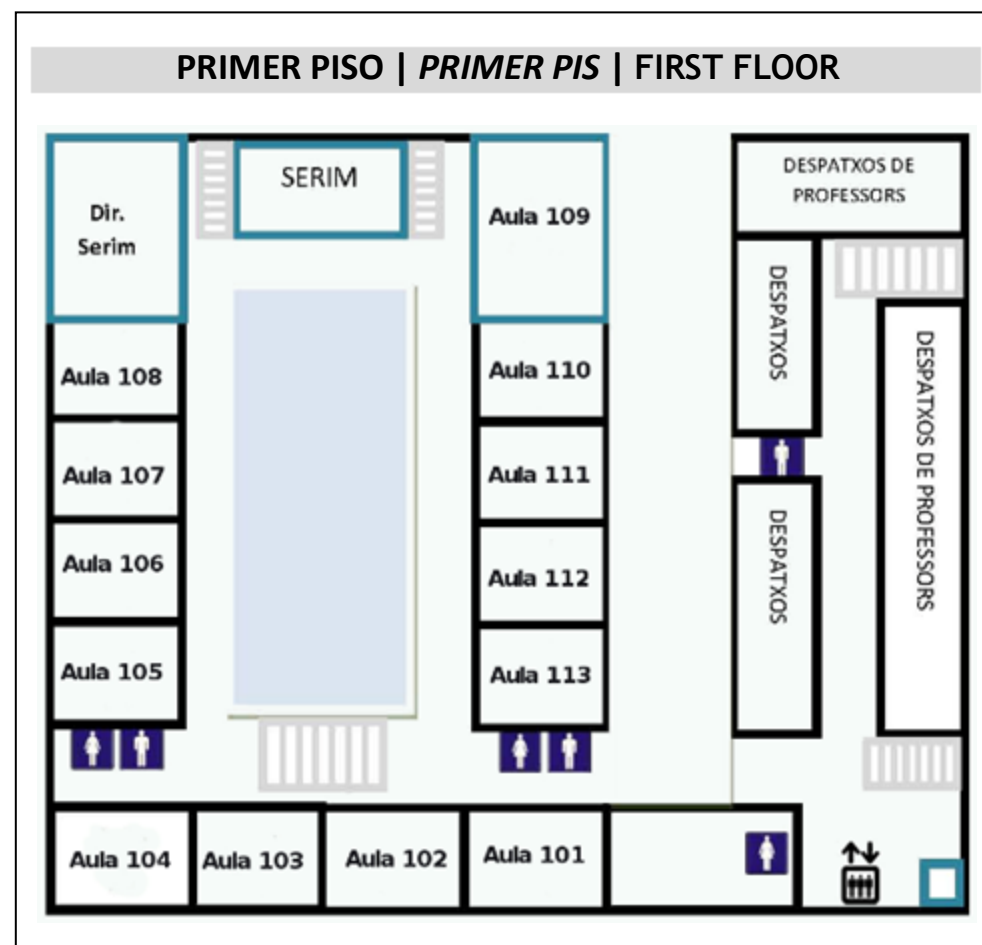 PRIMER PISO | PRIMER PIS | FIRST FLOOR
SERIM
DESPATXOS DE
PROFESSORS
Dir.
Serim
Aula 109
DESPATXOS
DESPATXOS DE PROFESSORS
Aula 108
Aula 110
Aula 107
Aula 111
Aula 106
Aula 112
DESPATXOS
Aula 105
Aula 113
Aula 104
Aula 103
Aula 102
Aula 101